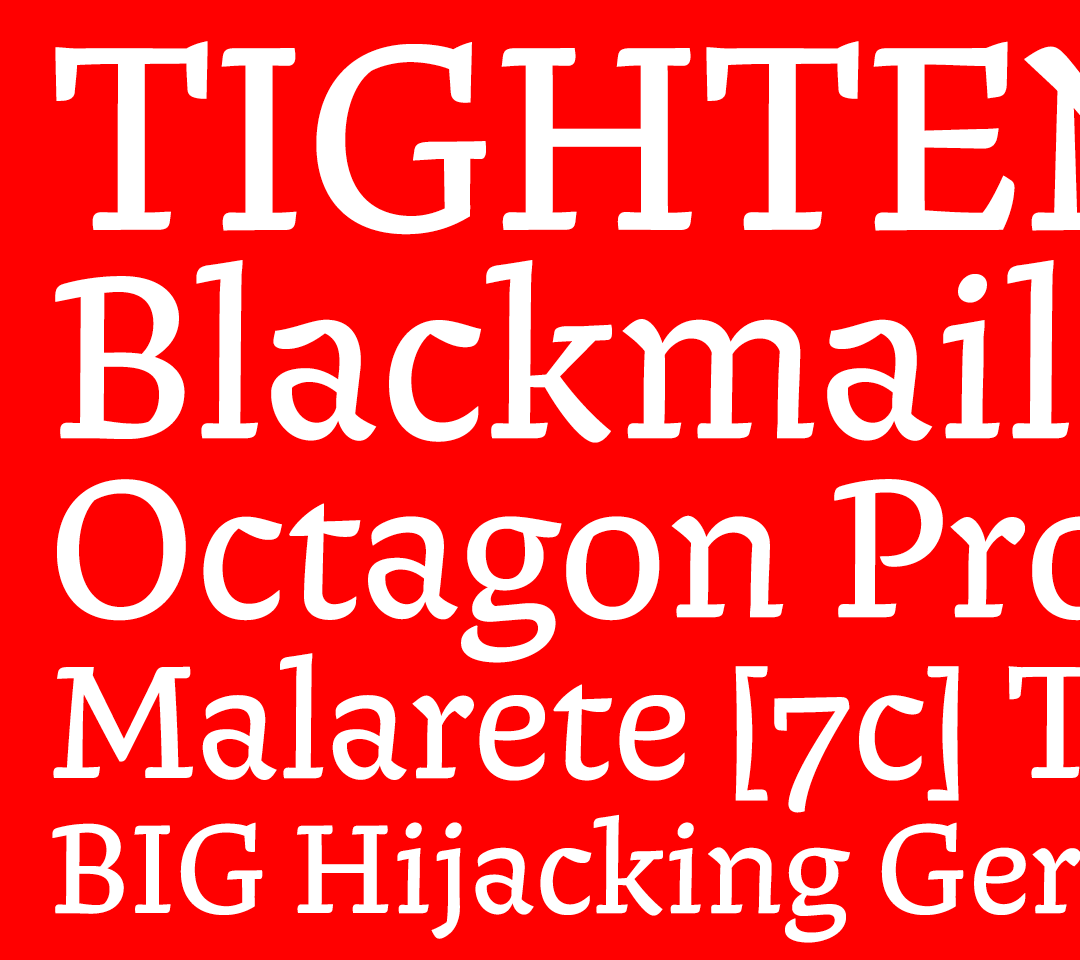 TIGHTEN
Blackmail
Octagon Pro
Malarete [7c] T
BIG Hijacking Ger